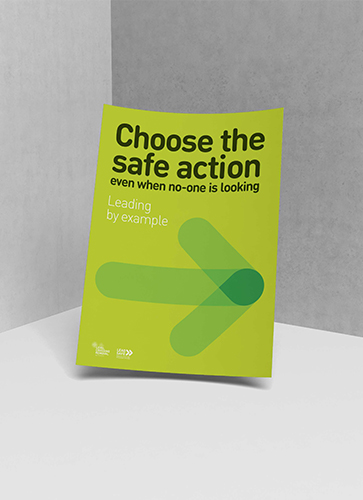 Choose the
safe action
even when no-one is looking
Leading
by example